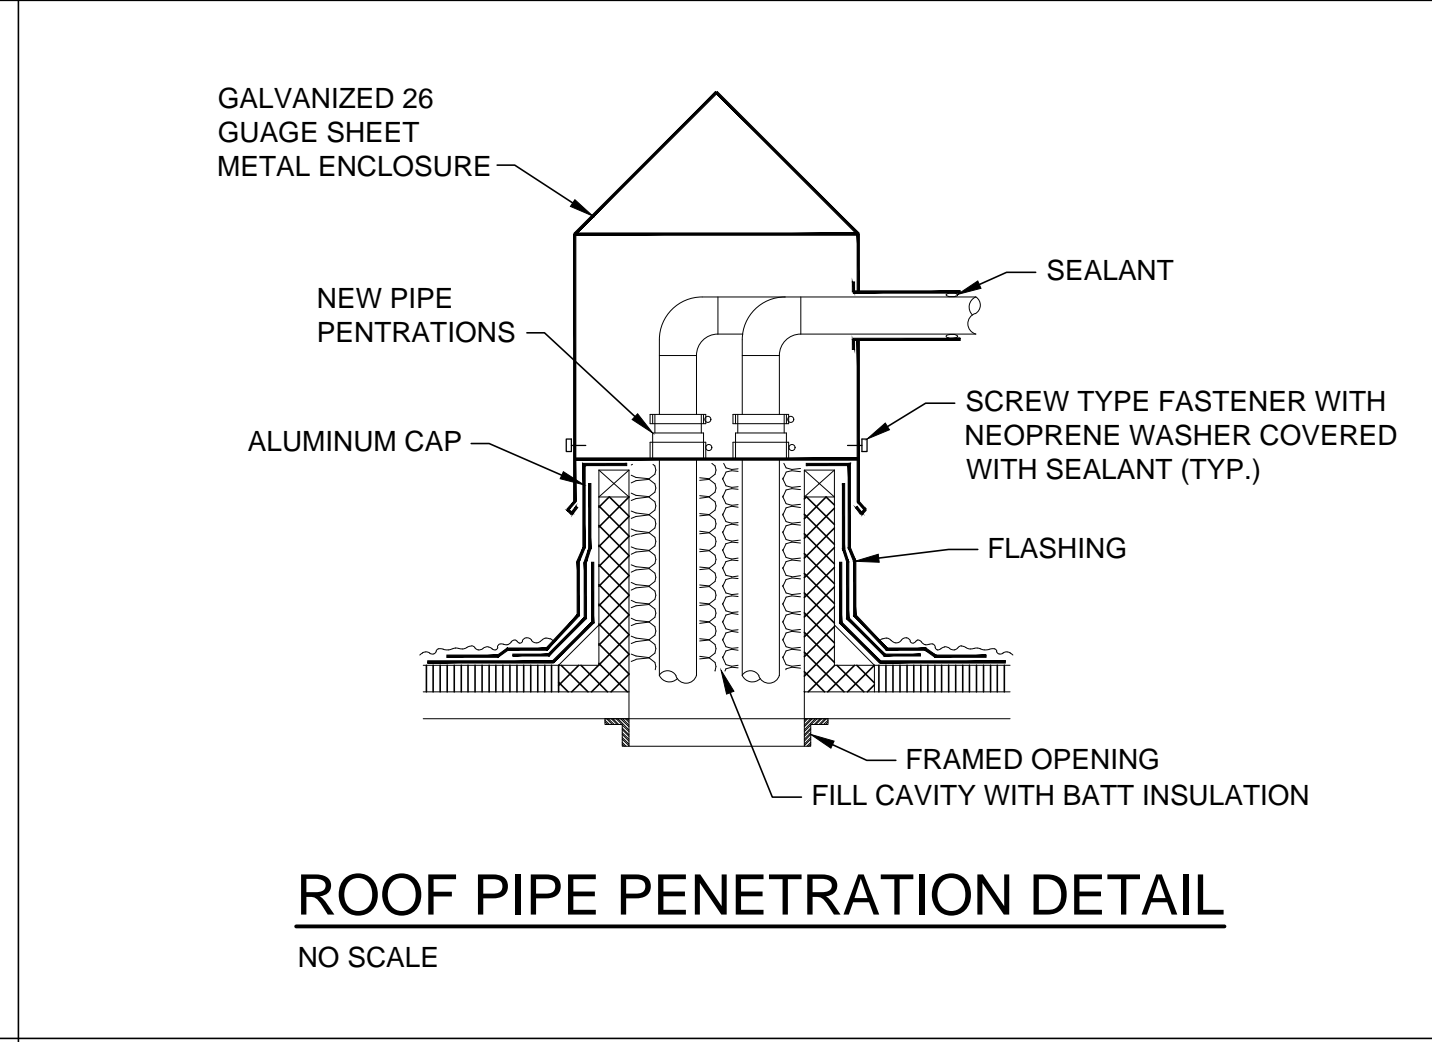 GALVANIZED 26
GUAGE SHEET
METAL ENCLOSURE
SEALANT
NEW PIPE
PENTRATIONS
SCREW TYPE FASTENER WITH
NEOPRENE WASHER COVERED
WITH SEALANT (TYP.)
ALUMINUM CAP
FLASHING
FRAMED OPENING
FILL CAVITY WITH BATT INSULATION
ROOF PIPE PENETRATION DETAIL
NO SCALE